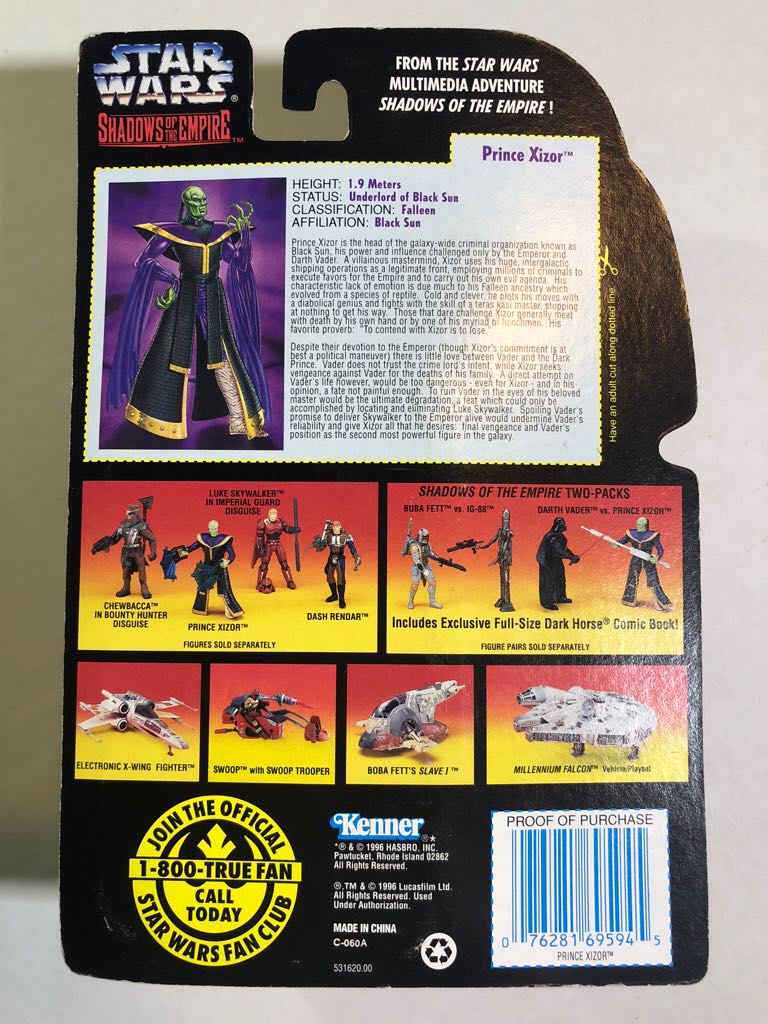 STAR WARS®
SHADOWS OF THE EMPIRE™
FROM THE STAR WARS
MULTIMEDIA ADVENTURE
SHADOWS OF THE EMPIRE !
Prince Xizor™
HEIGHT: 1.9 Meters
STATUS: Underlord of Black Sun
CLASSIFICATION: Falleen
AFFILIATION: Black Sun
Prince Xizor is the head of the galaxy-wide criminal organization known as
Black Sun, his power and influence challenged only by the Emperor and
Darth Vader. A villainous mastermind, Xizor uses his huge, intergalactic
shipping operations as a legitimate front, employing millions of criminals to
execute favors for the Empire and to carry out his own evil agenda. His
characteristic lack of emotion is due much to his Falleen ancestry which
evolved from a species of reptile. Cold and clever, he plots his moves with
a diabolical genius and fights with the skill of a teras kasi master, stopping
at nothing to get his way. Those that dare challenge Xizor generally meet
with death by his own hand or by one of his myriad of henchmen. His
favorite proverb: "To contend with Xizor is to lose."
Despite their devotion to the Emperor (though Xizor's commitment is at
best a political maneuver) there is little love between Vader and the Dark
Prince. Vader does not trust the crime lord's intent, while Xizor seeks
vengeance against Vader for the deaths of his family. A direct attempt on
Vader's life however, would be too dangerous - even for Xizor - and in his
opinion, a fate not painful enough. To ruin Vader in the eyes of his beloved
master would be the ultimate degradation, a feat which could only be
accomplished by locating and eliminating Luke Skywalker. Spoiling Vader's
promise to deliver Skywalker to the Emperor alive would undermine Vader's
reliability and give Xizor all that he desires: final vengeance and Vader's
position as the second most powerful figure in the galaxy.
Have an adult cut along dotted line.
LUKE SKYWALKER™
IN IMPERIAL GUARD
DISGUISE
CHEWBACCA™
IN BOUNTY HUNTER
DISGUISE
PRINCE XIZOR™
DASH RENDAR™
FIGURES SOLD SEPARATELY
SHADOWS OF THE EMPIRE TWO-PACKS
BOBA FETT™ vs. IG-88™
DARTH VADER™ vs. PRINCE XIZOR™
Includes Exclusive Full-Size Dark Horse® Comic Book!
FIGURE PAIRS SOLD SEPARATELY
ELECTRONIC X-WING FIGHTER™
SWOOP™ with SWOOP TROOPER
BOBA FETT'S SLAVE I™
MILLENNIUM FALCON™ Vehicle/Playset
JOIN THE OFFICIAL
1-800-TRUE FAN
CALL
TODAY
STAR WARS FAN CLUB
Kenner®*
*® & © 1996 HASBRO, INC.
Pawtucket, Rhode Island 02862
All Rights Reserved.
®,TM & © 1996 Lucasfilm Ltd.
All Rights Reserved. Used
Under Authorization.
MADE IN CHINA
C-060A
531620.00
PROOF OF PURCHASE
0 76281 69594 5
PRINCE XIZOR™